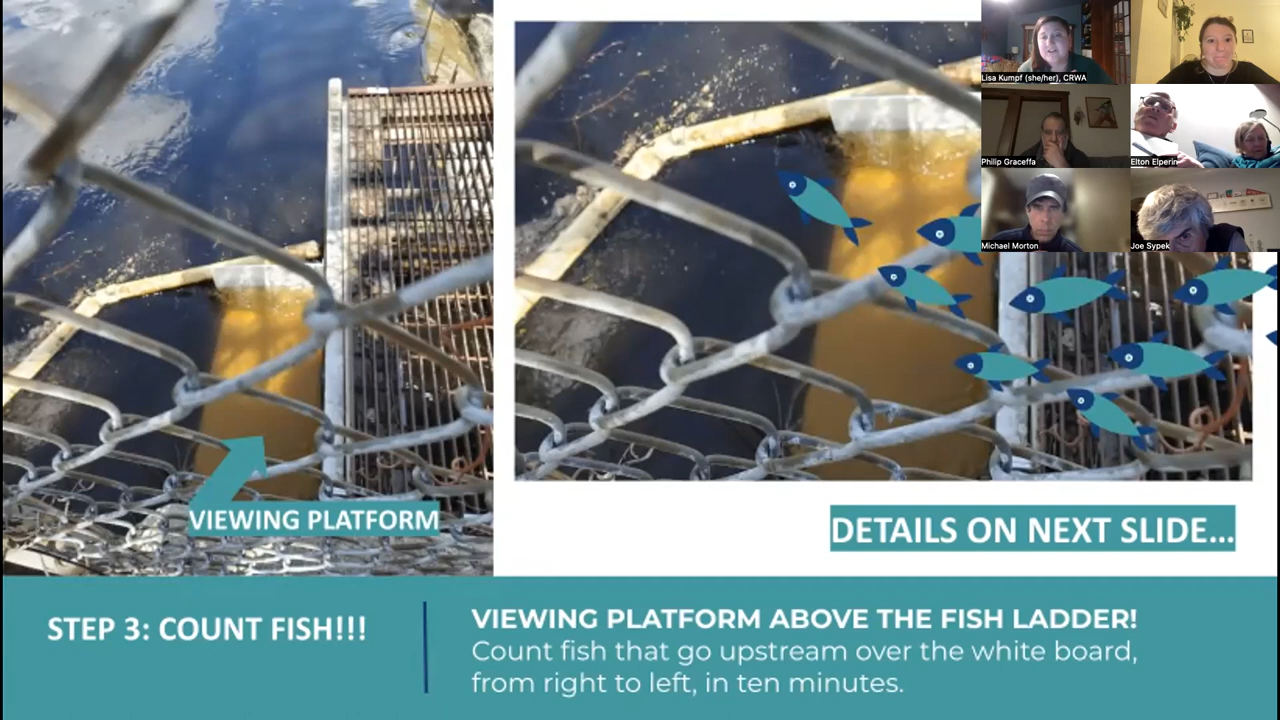 Lisa Kumpf (she/her), CRWA
Philip Graceffa
Elton Elperin
Michael Morton
Joe Sypek
VIEWING PLATFORM
DETAILS ON NEXT SLIDE...
STEP 3: COUNT FISH!!!
VIEWING PLATFORM ABOVE THE FISH LADDER!
Count fish that go upstream over the white board,
from right to left, in ten minutes.